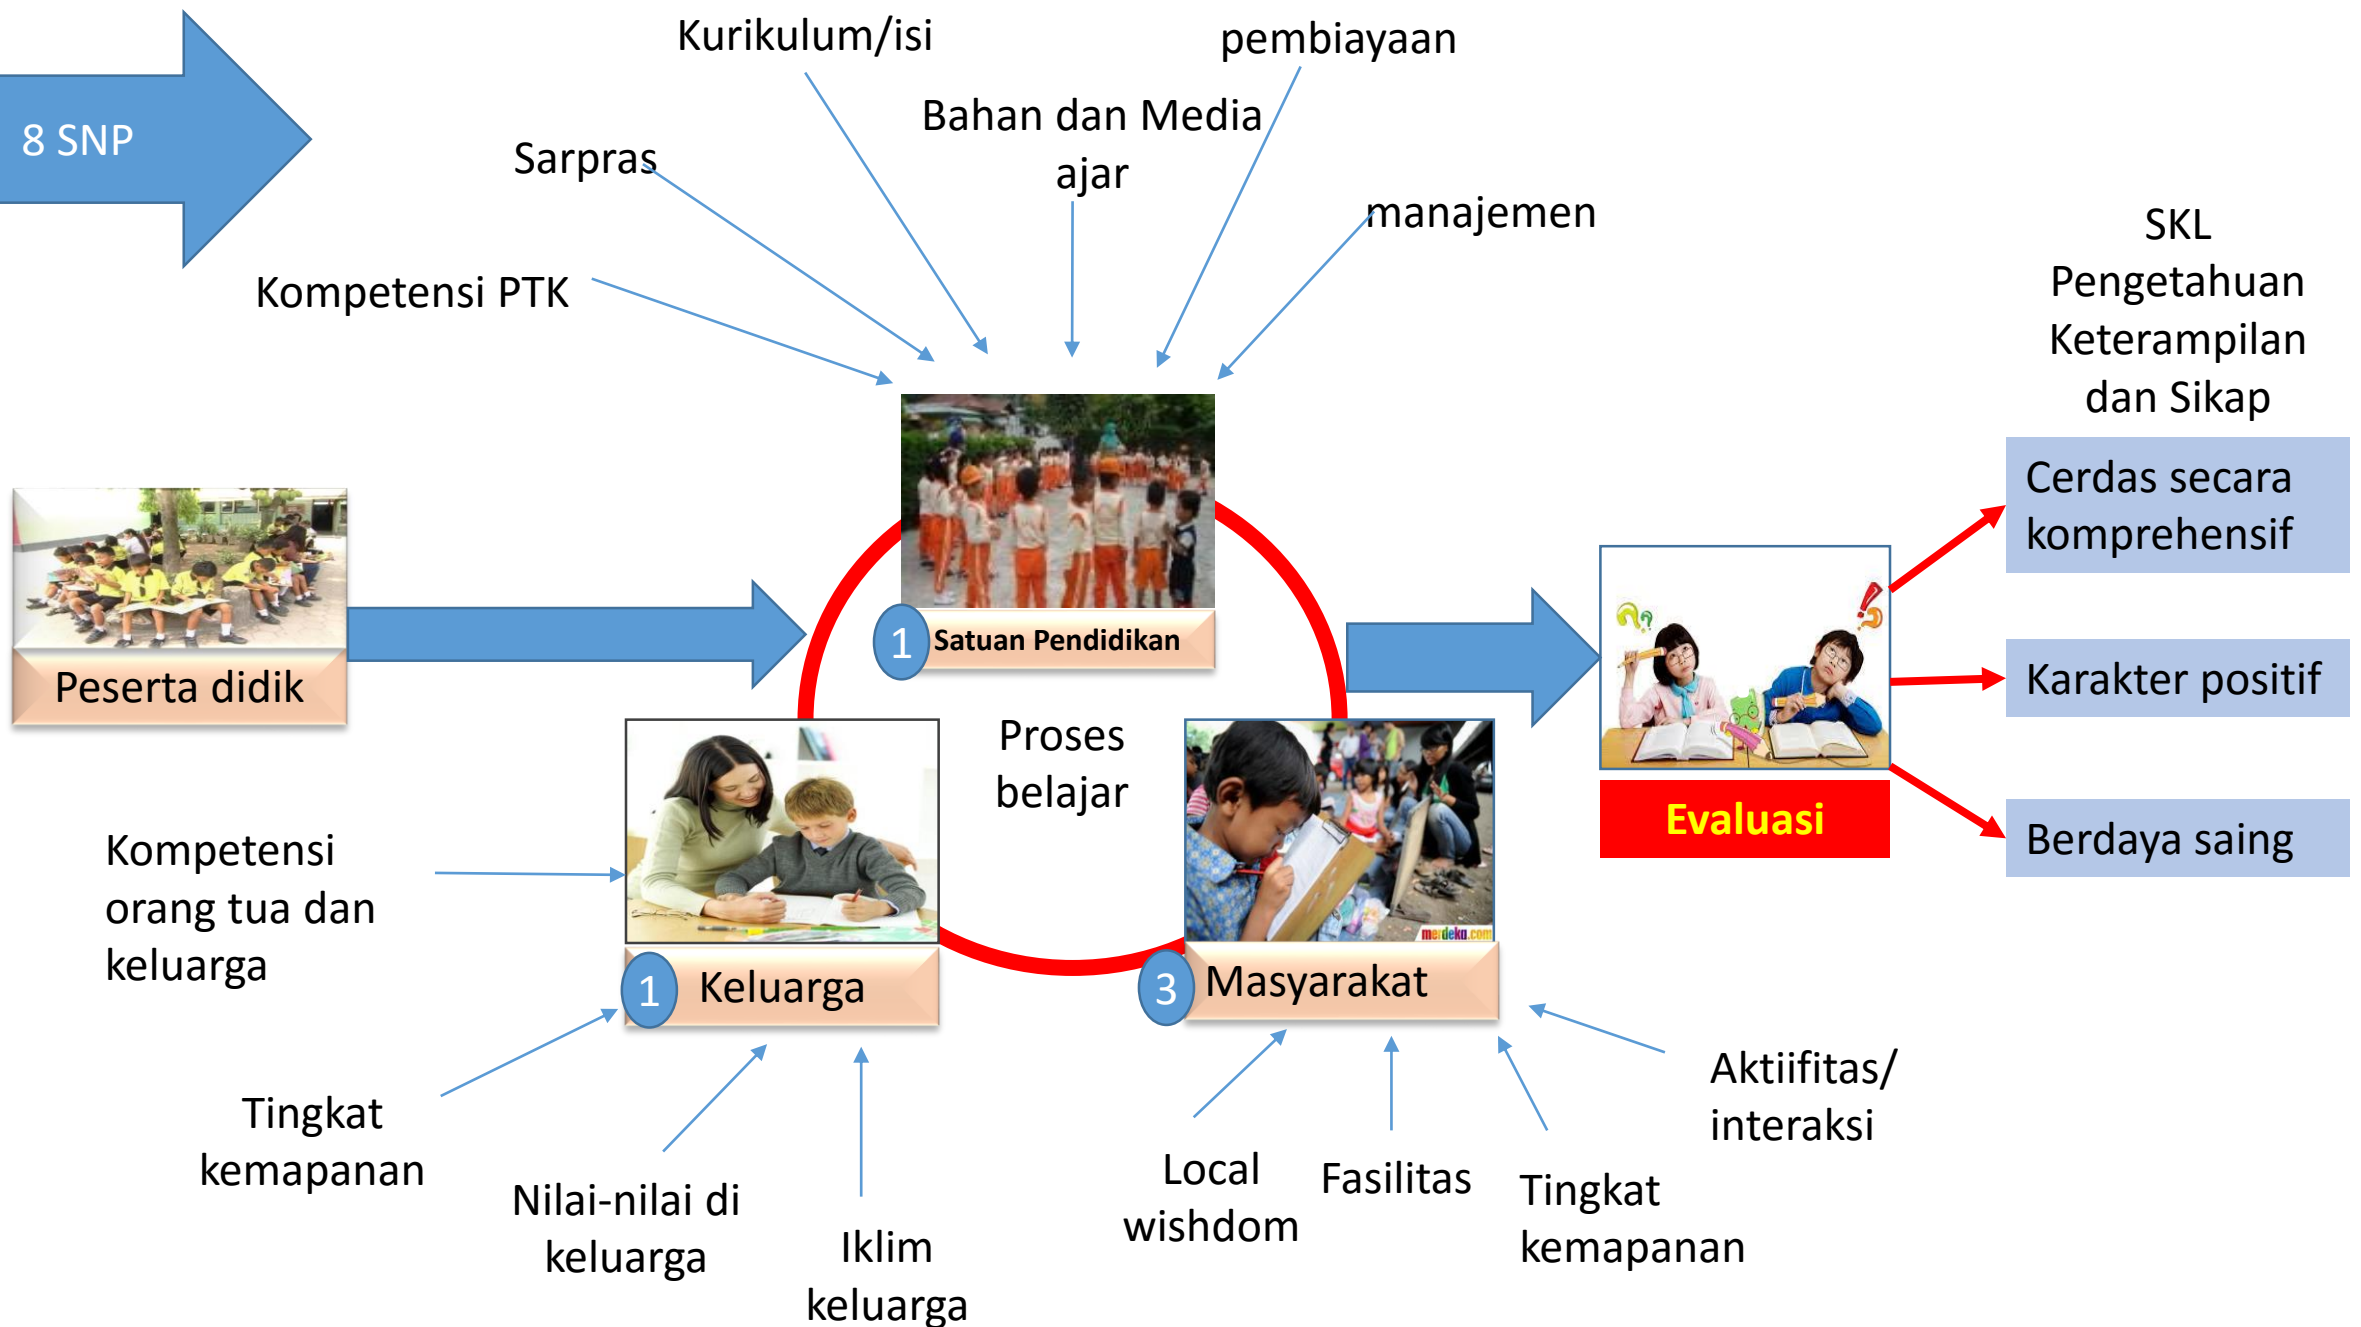 8 SNP
Kurikulum/isi
pembiayaan
Bahan dan Media
ajar
Sarpras
manajemen
Kompetensi PTK
SKL
Pengetahuan
Keterampilan
dan Sikap
Cerdas secara
komprehensif
Karakter positif
Berdaya saing
Peserta didik
1
Satuan Pendidikan
Proses
belajar
Evaluasi
merdeka.com
Kompetensi
orang tua dan
keluarga
1
Keluarga
3
Masyarakat
Tingkat
kemapanan
Nilai-nilai di
keluarga
Iklim
keluarga
Local
wishdom
Fasilitas
Tingkat
kemapanan
Aktiifitas/
interaksi